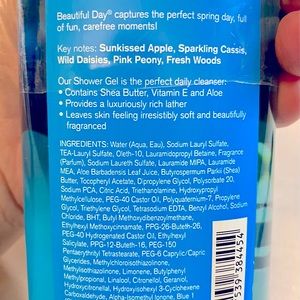 Beautiful Day® captures the perfect spring day, full
of fun, carefree moments!
Key notes: Sunkissed Apple, Sparkling Cassis,
Wild Daisies, Pink Peony, Fresh Woods
Our Shower Gel is the perfect daily cleanser:
• Contains Shea Butter, Vitamin E and Aloe
• Provides a luxuriously rich lather
• Leaves skin feeling irresistibly soft and beautifully
fragranced
INGREDIENTS: Water (Aqua, Eau), Sodium Lauryl Sulfate,
TEA-Lauryl Sulfate, Oleth-10, Lauramidopropyl Betaine, Fragrance
(Parfum), Sodium Laureth Sulfate, Lauramide MIPA, Lauramide
MEA, Aloe Barbadensis Leaf Juice, Butyrospermum Parkii (Shea)
Butter, Tocopheryl Acetate, Dipropylene Glycol, Polysorbate 20,
Sodium PCA, Citric Acid, Triethanolamine, Hydroxypropyl
Methylcellulose, PEG-40 Castor Oil, Polyquaternium-7, Propylene
Glycol, Triethylene Glycol, Tetrasodium EDTA, Benzyl Alcohol, Sodium
Chloride, BHT, Butyl Methoxydibenzoylmethane,
Ethylhexyl Methoxycinnamate, PPG-26-Buteth-26,
PEG-40 Hydrogenated Castor Oil, Ethylhexyl
Salicylate, PPG-12-Buteth-16, PEG-150
Pentaerythrityl Tetrastearate, PEG-6 Caprylic/Capric
Glycerides, Methylchloroisothiazolinone,
Methylisothiazolinone, Limonene, Butylphenyl
Methylpropional, Linalool, Citronellol,
Hydroxyisohexyl 3-Cyclohexene
Carboxaldehyde, Alpha-Isomethyl Ionone, Blue 1
539 384454